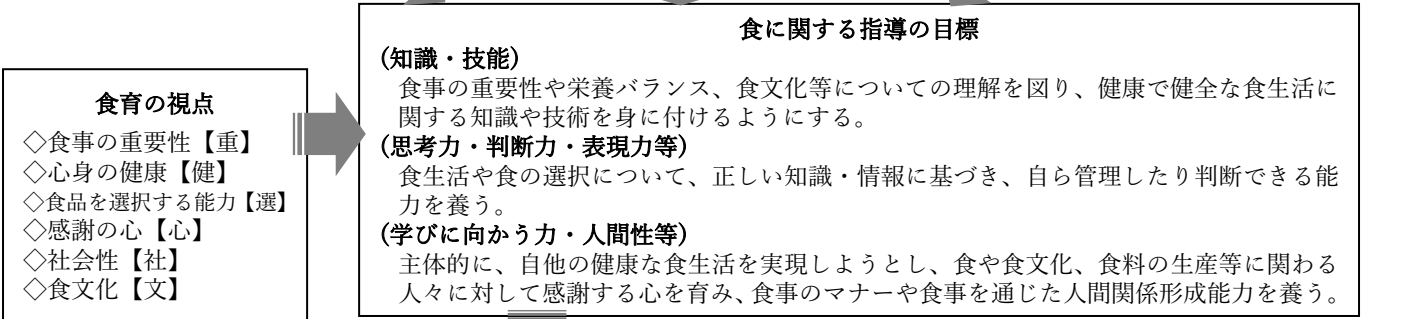 食育の視点
◇食事の重要性【重】
◇心身の健康【健】
◇食品を選択する能力【選】
◇感謝の心【心】
◇社会性【社】
◇食文化【文】
食に関する指導の目標
(知識・技能)
食事の重要性や栄養バランス、食文化等についての理解を図り、健康で健全な食生活に
関する知識や技術を身に付けるようにする。
(思考力・判断力・表現力等)
食生活や食の選択について、正しい知識・情報に基づき、自ら管理したり判断できる能
力を養う。
(学びに向かう力・人間性等)
主体的に、自他の健康な食生活を実現しようとし、食や食文化、食料の生産等に関わる
人々に対して感謝する心を育み、食事のマナーや食事を通じた人間関係形成能力を養う。